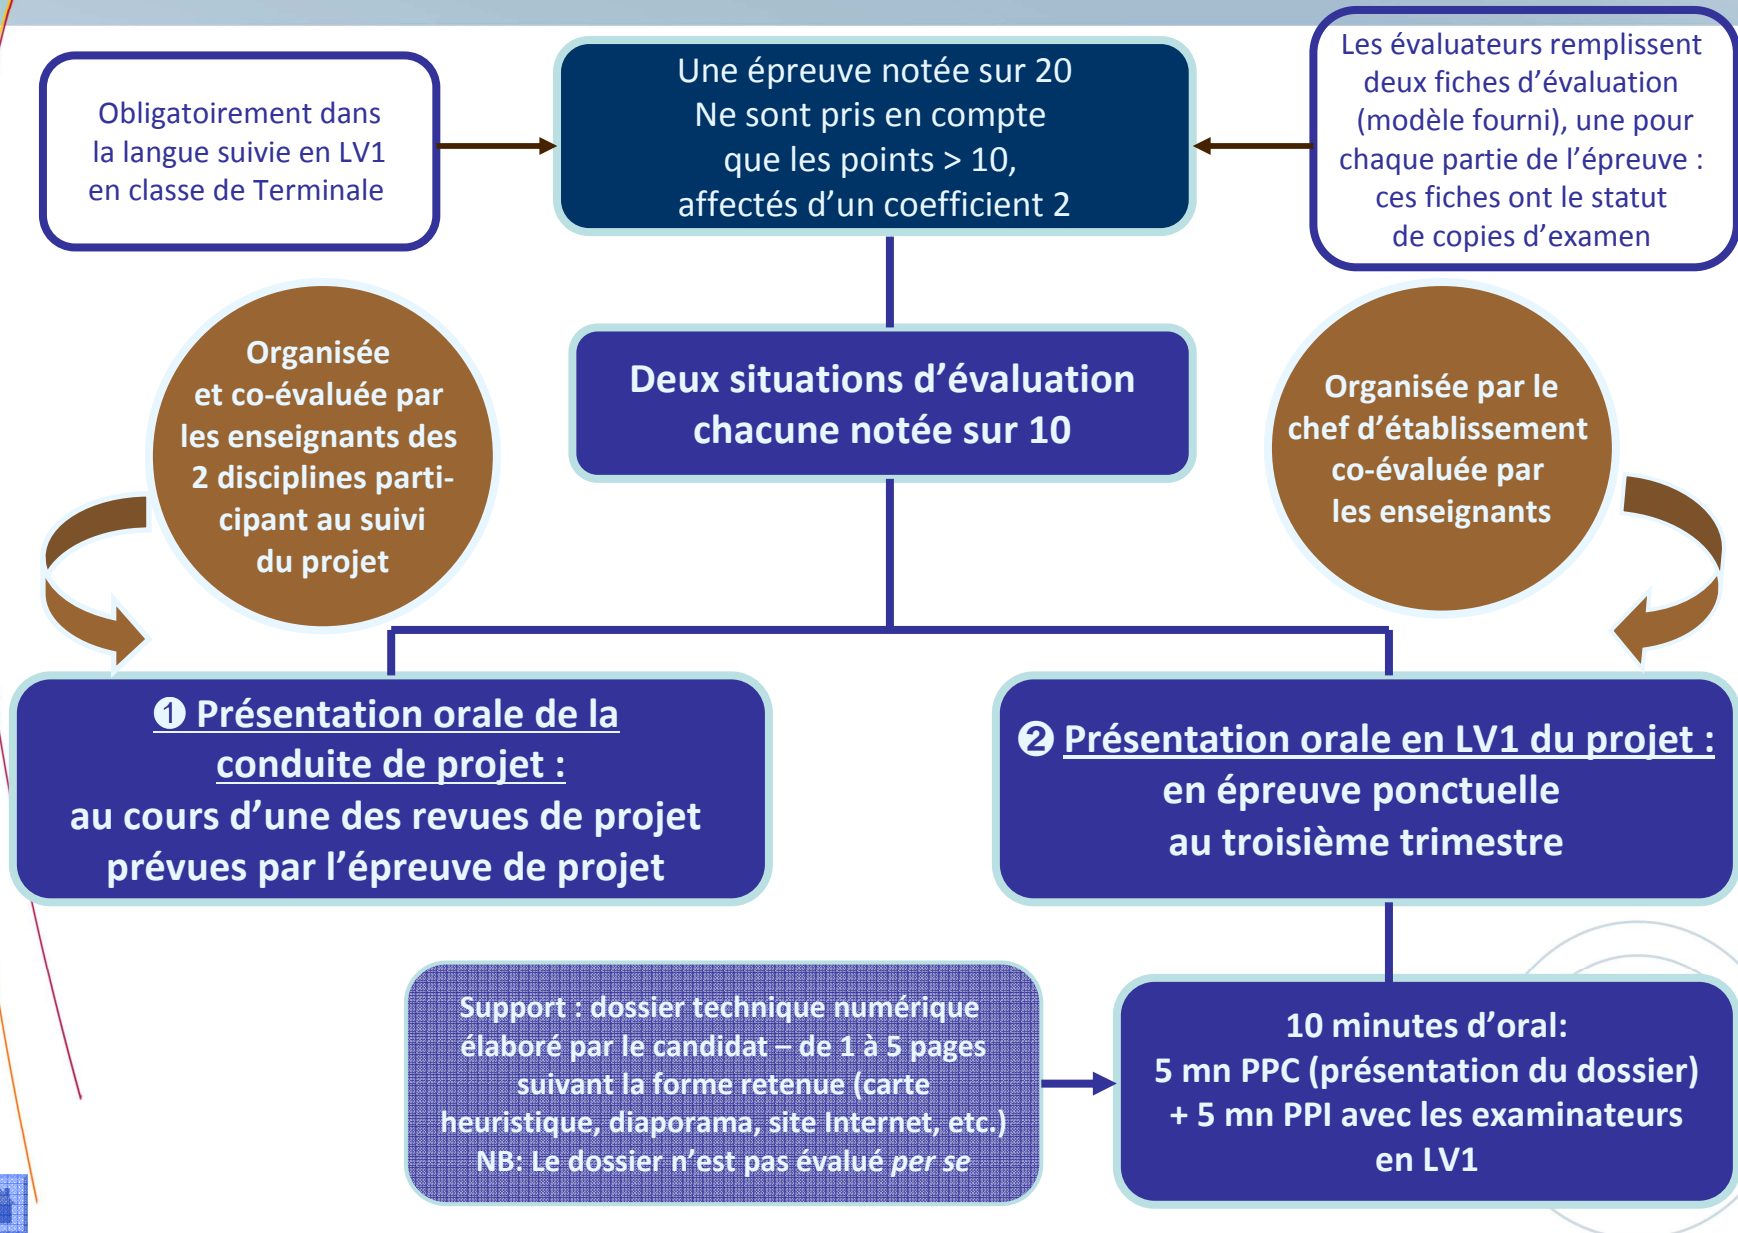 Obligatoirement dans
la langue suivie en LV1
en classe de Terminale
Une épreuve notée sur 20
Ne sont pris en compte
que les points > 10,
affectés d’un coefficient 2
Les évaluateurs remplissent
deux fiches d’évaluation
(modèle fourni), une pour
chaque partie de l’épreuve :
ces fiches ont le statut
de copies d’examen
Organisée
et co-évaluée par
les enseignants des
2 disciplines parti-
cipant au suivi
du projet
Deux situations d’évaluation
chacune notée sur 10
Organisée par le
chef d’établissement
co-évaluée par
les enseignants
❶ Présentation orale de la
conduite de projet :
au cours d’une des revues de projet
prévues par l’épreuve de projet
❷ Présentation orale en LV1 du projet :
en épreuve ponctuelle
au troisième trimestre
Support : dossier technique numérique
élaboré par le candidat – de 1 à 5 pages
suivant la forme retenue (carte
heuristique, diaporama, site Internet, etc.)
NB: Le dossier n’est pas évalué per se
10 minutes d’oral:
5 mn PPC (présentation du dossier)
+ 5 mn PPI avec les examinateurs
en LV1